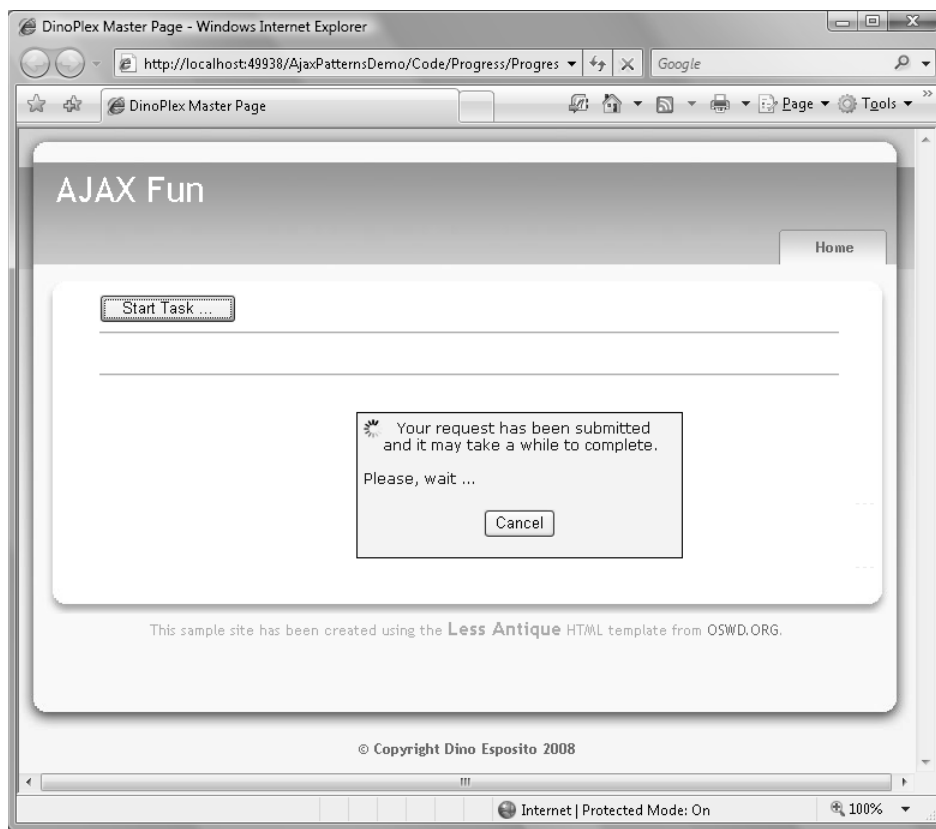 DinoPlex Master Page - Windows Internet Explorer
http://localhost:49938/AjaxPatternsDemo/Code/Progress/Progres
Google
DinoPlex Master Page
Page
Tools
AJAX Fun
Home
Start Task ...
Your request has been submitted
and it may take a while to complete.
Please, wait ...
Cancel
This sample site has been created using the Less Antique HTML template from OSWD.ORG.
© Copyright Dino Esposito 2008
Internet | Protected Mode: On
100%